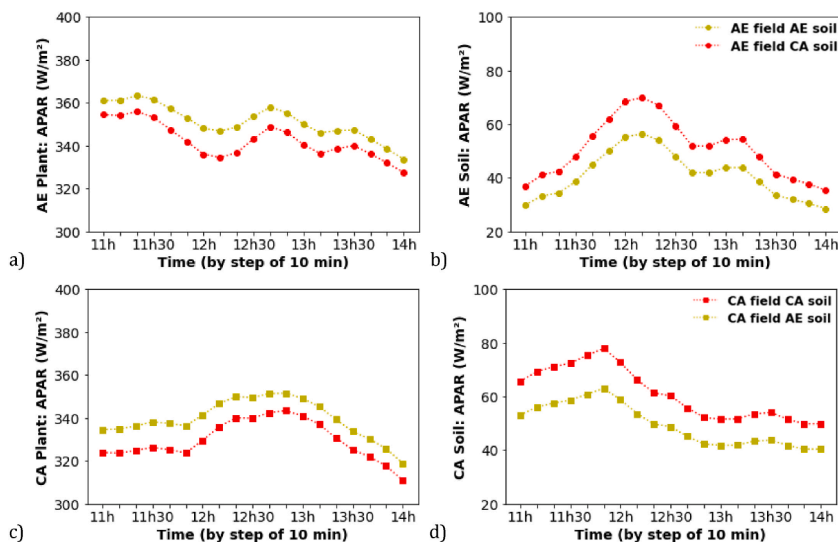 400
380
360
340
320
300
AE Plant: APAR (W/m²)
11h 11h30 12h 12h30 13h 13h30 14h
Time (by step of 10 min)
a)
100
80
60
40
20
AE Soil: APAR (W/m²)
AE field AE soil
AE field CA soil
11h 11h30 12h 12h30 13h 13h30 14h
Time (by step of 10 min)
b)
400
380
360
340
320
300
CA Plant: APAR (W/m²)
11h 11h30 12h 12h30 13h 13h30 14h
Time (by step of 10 min)
c)
100
80
60
40
20
CA Soil: APAR (W/m²)
CA field CA soil
CA field AE soil
11h 11h30 12h 12h30 13h 13h30 14h
Time (by step of 10 min)
d)